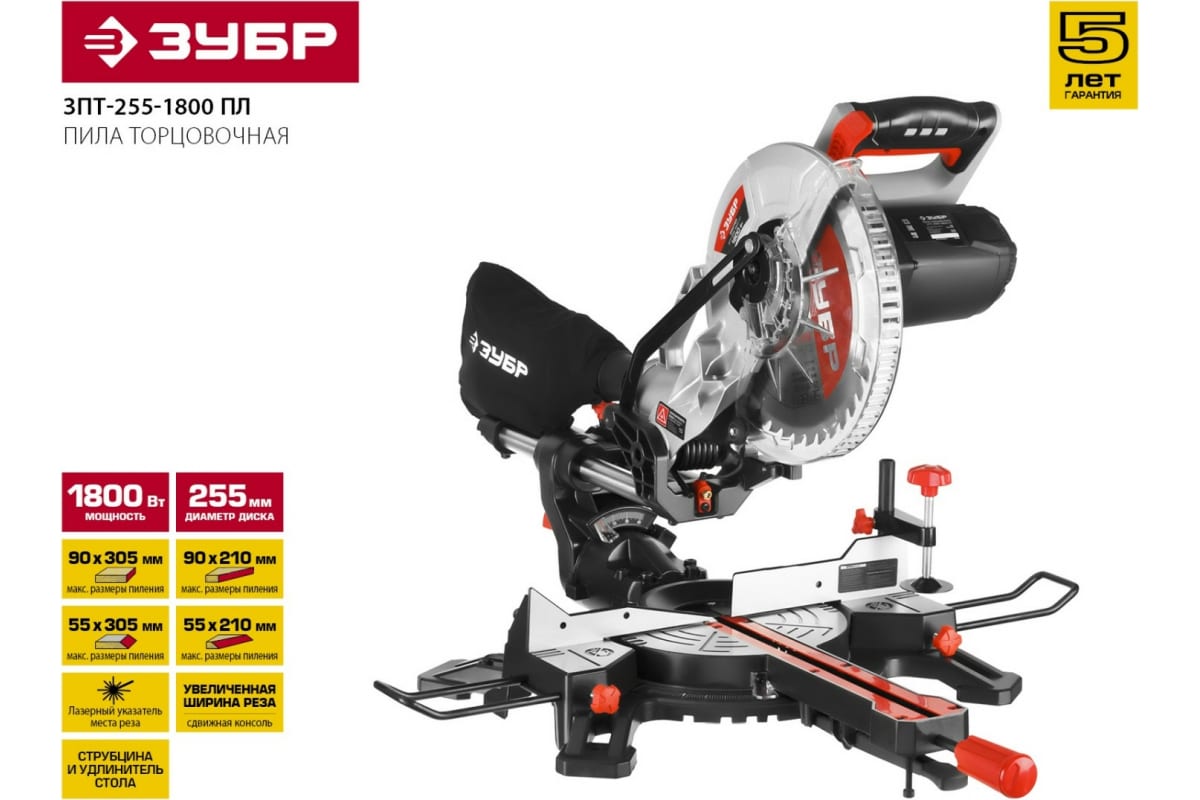 ЗУБР
ЗПТ-255-1800 ПЛ
ПИЛА ТОРЦОВОЧНАЯ
5
лет
ГАРАНТИЯ
ЗУБР
ЗУБР
ЗУБР
ЗУБР
1800 Вт
МОЩНОСТЬ
255 мм
ДИАМЕТР ДИСКА
90 x 305 мм
макс. размеры пиления
90 x 210 мм
макс. размеры пиления
55 x 305 мм
макс. размеры пиления
55 x 210 мм
макс. размеры пиления
Лазерный указатель
места реза
УВЕЛИЧЕННАЯ
ШИРИНА РЕЗА
сдвижная консоль
СТРУБЦИНА
И УДЛИНИТЕЛЬ
СТОЛА